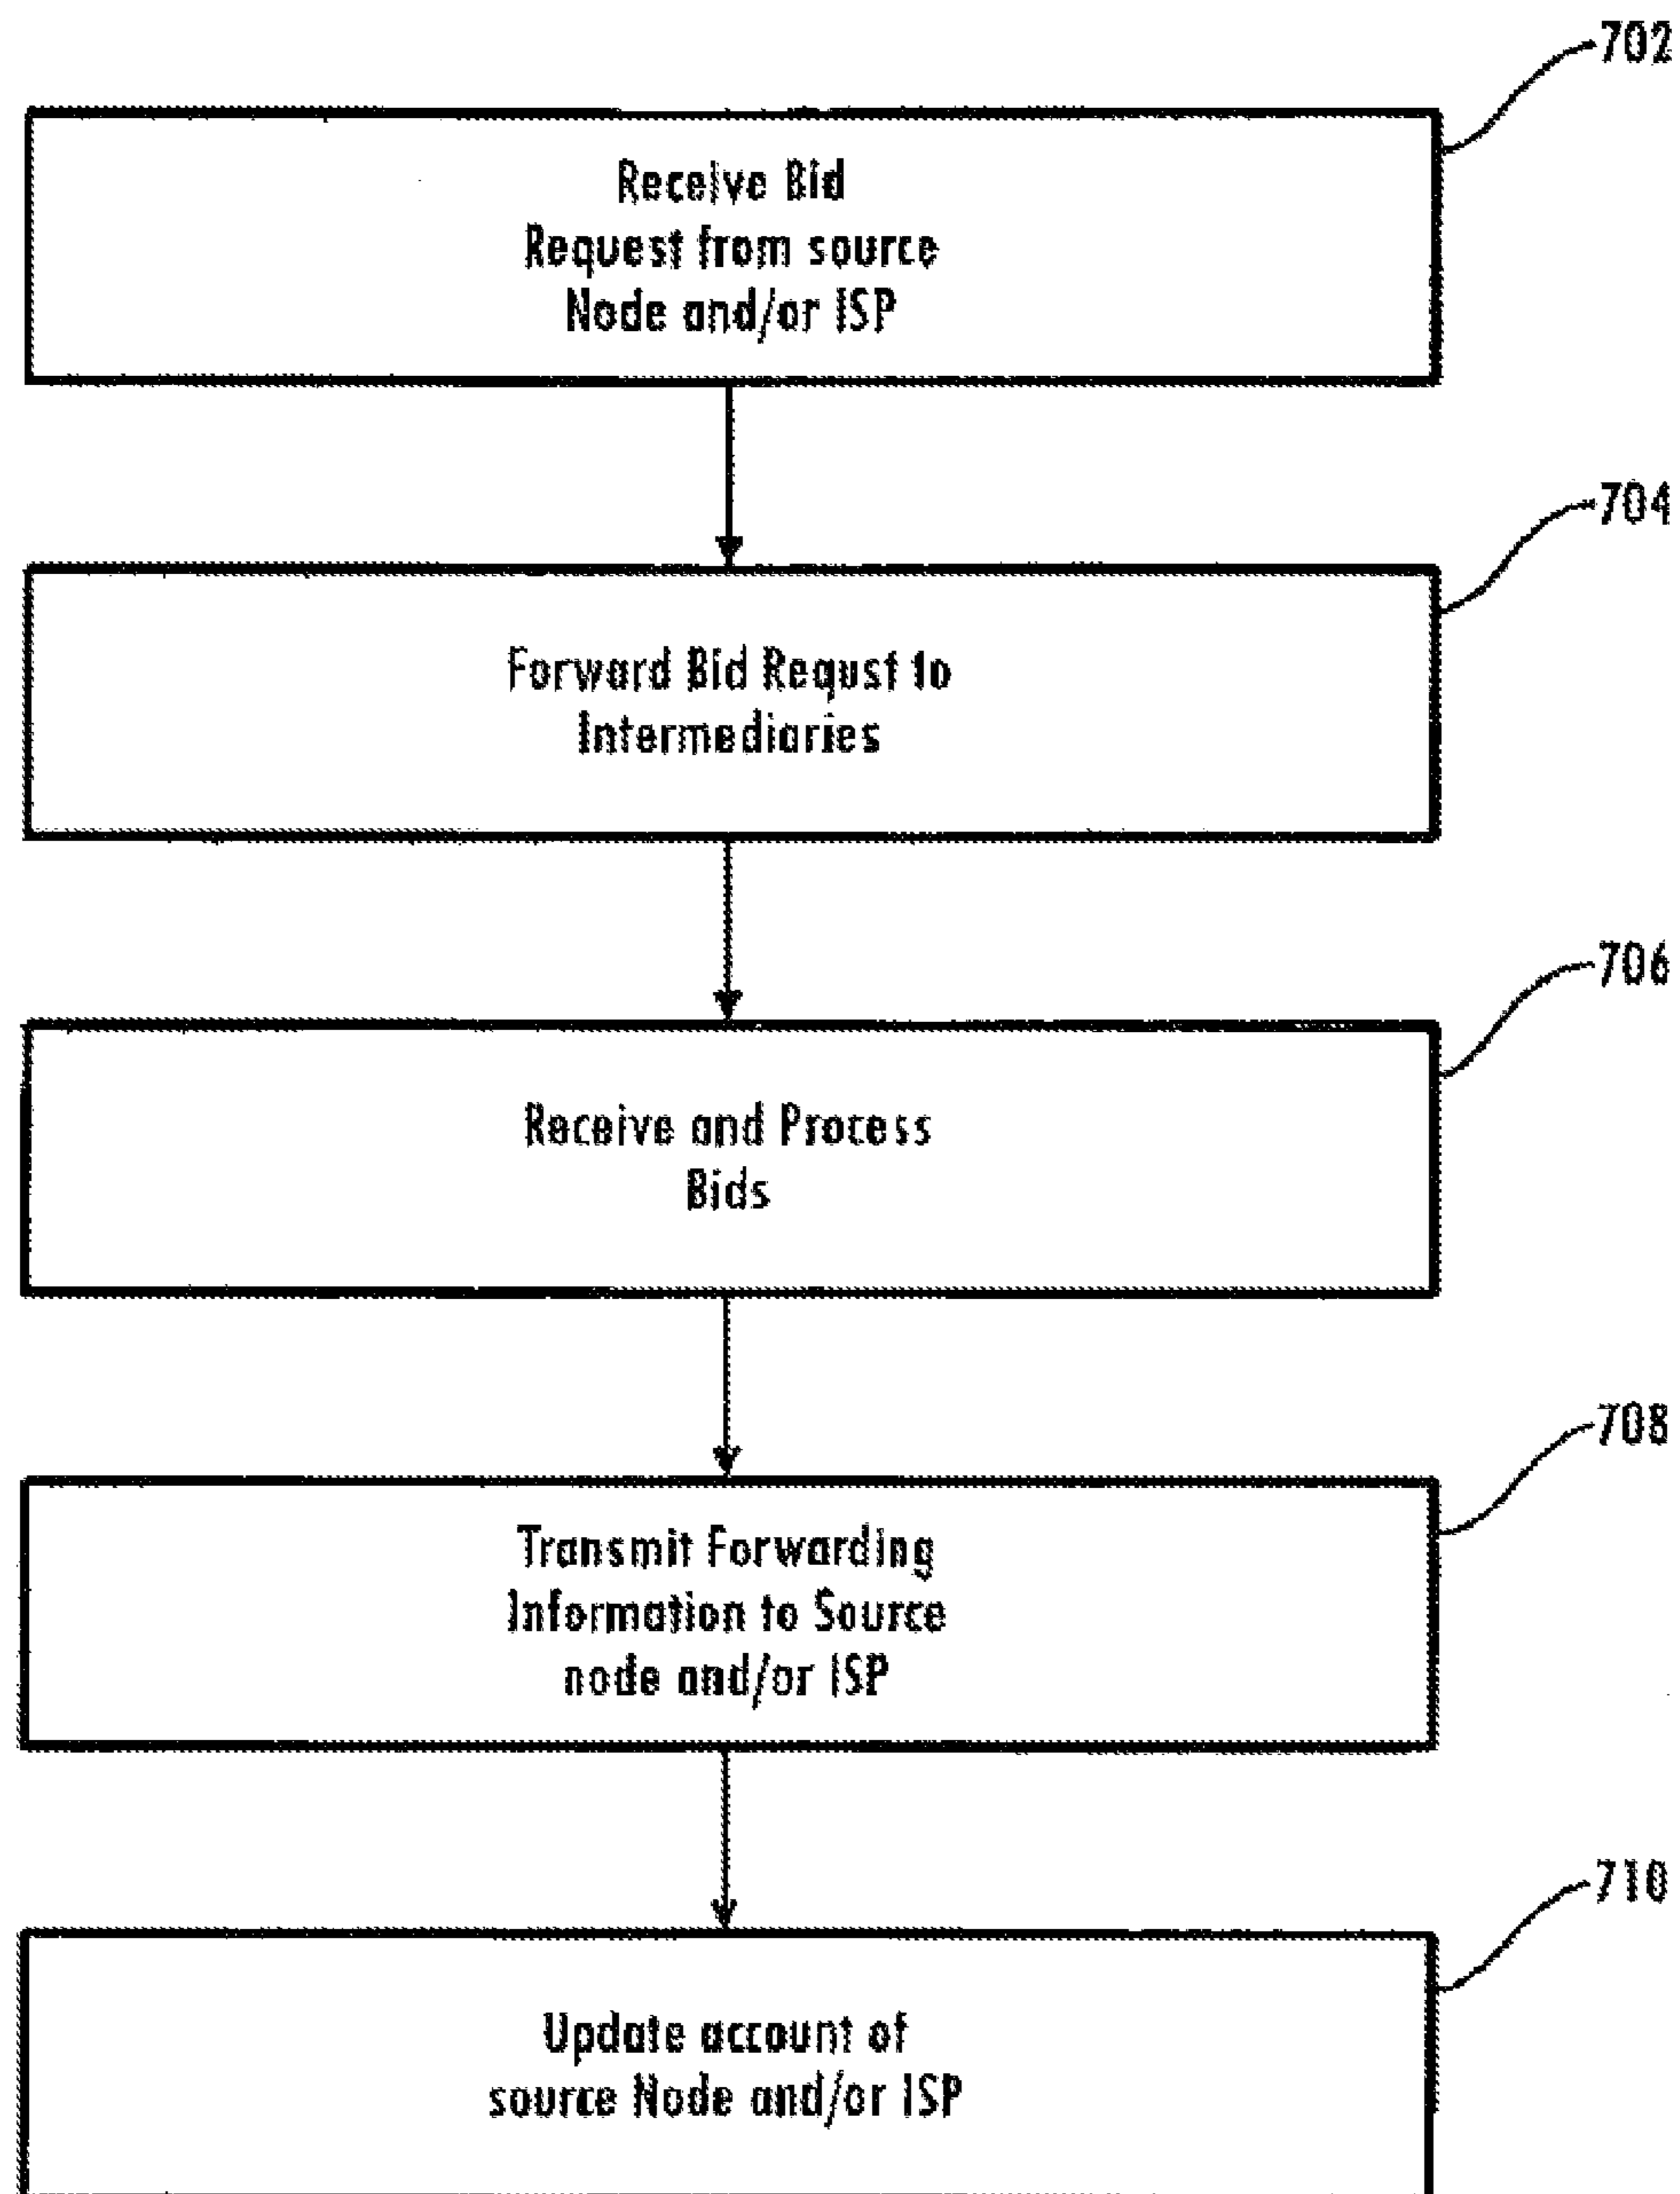 702
Receive Bid
Request from source
Node and/or ISP
704
Forward Bid Requst to
Intermediaries
706
Receive and Process
Bids
708
Transmit Forwarding
Information to Source
node and/or ISP
710
Update account of
source Node and/or ISP